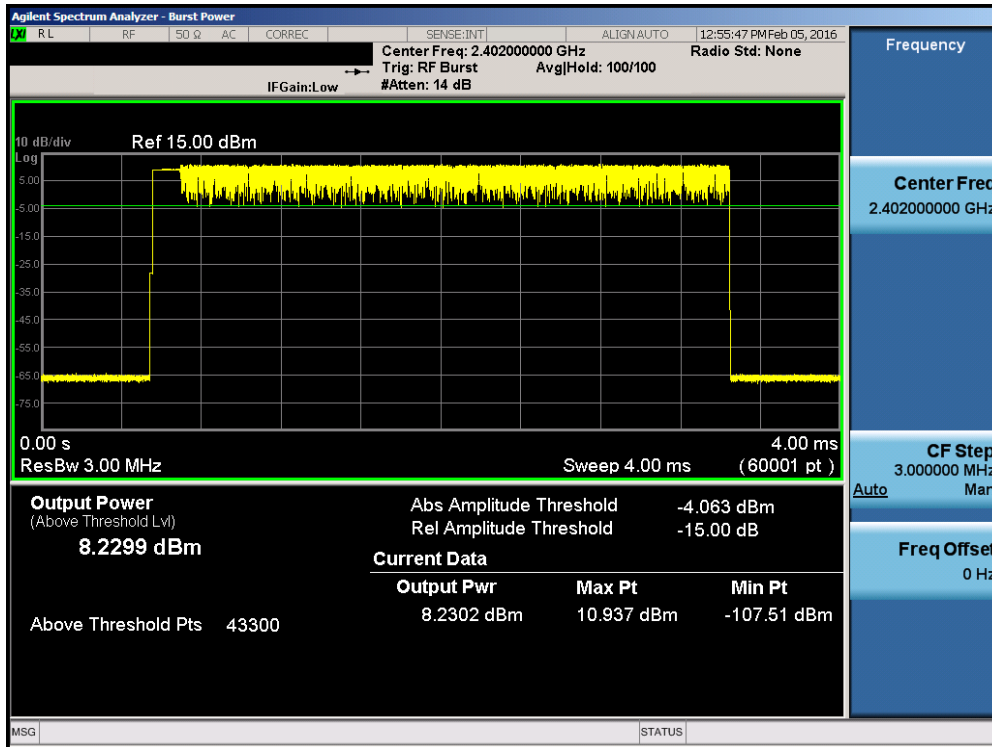 Agilent Spectrum Analyzer - Burst Power
LXI RL RF 50 Ω AC CORREC SENSE:INT ALIGN AUTO 12:55:47 PM Feb 05, 2016
Center Freq: 2.402000000 GHz Radio Std: None
Trig: RF Burst Avg|Hold: 100/100
IFGain:Low #Atten: 14 dB
10 dB/div Ref 15.00 dBm
Log
5.00
-5.00
-15.0
-25.0
-35.0
-45.0
-55.0
-65.0
-75.0
0.00 s 4.00 ms
ResBw 3.00 MHz Sweep 4.00 ms (60001 pt)
Output Power
(Above Threshold Lvl)
8.2299 dBm
Above Threshold Pts 43300
Abs Amplitude Threshold -4.063 dBm
Rel Amplitude Threshold -15.00 dB
Current Data
Output Pwr Max Pt Min Pt
8.2302 dBm 10.937 dBm -107.51 dBm
MSG STATUS
Frequency
Center Freq
2.402000000 GHz
CF Step
3.000000 MHz
Auto Man
Freq Offset
0 Hz